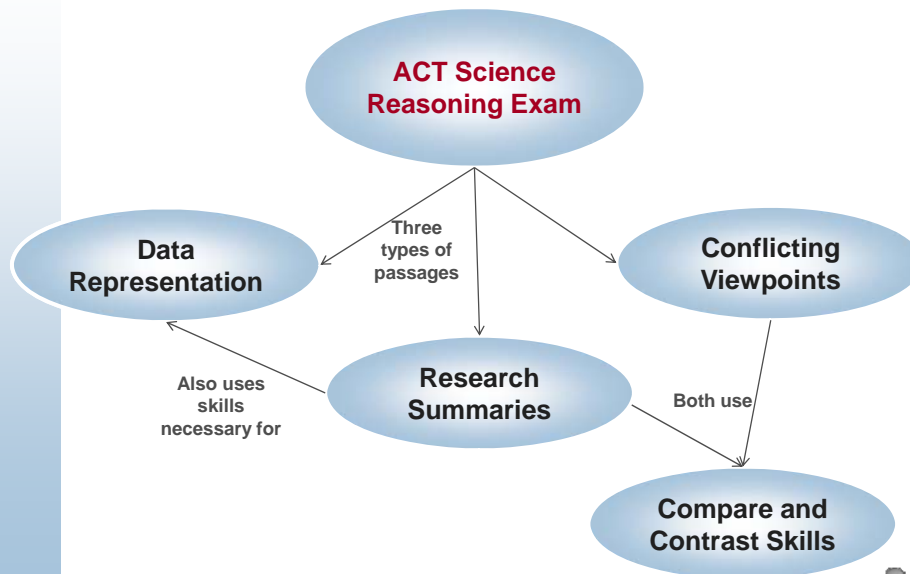 ACT Science
Reasoning Exam
Three
types of
passages
Data
Representation
Conflicting
Viewpoints
Research
Summaries
Also uses
skills
necessary for
Both use
Compare and
Contrast Skills